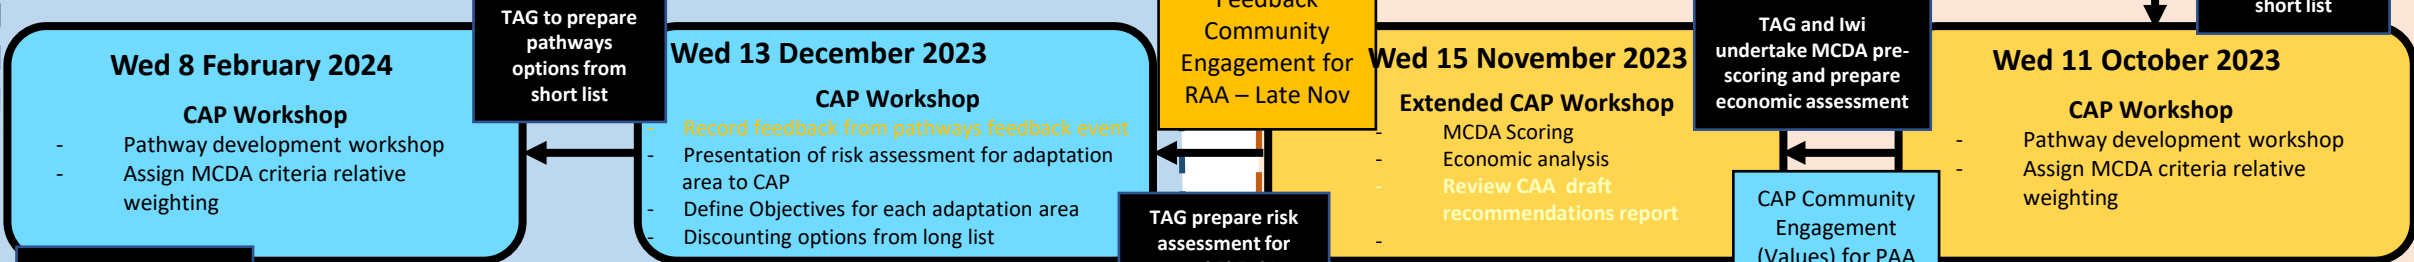 Wed 8 February 2024
CAP Workshop
- Pathway development workshop
- Assign MCDA criteria relative
weighting
TAG to prepare
pathways
options from
short list
Wed 13 December 2023
CAP Workshop
- Record feedback from pathways feedback event
- Presentation of risk assessment for adaptation
area to CAP
- Define Objectives for each adaptation area
- Discounting options from long list
Feedback
Community
Engagement for
RAA – Late Nov
TAG prepare risk
assessment for
Wed 15 November 2023
Extended CAP Workshop
- MCDA Scoring
- Economic analysis
- Review CAA draft
recommendations report
-
TAG and Iwi
undertake MCDA pre-
scoring and prepare
economic assessment
CAP Community
Engagement
(Values) for PAA
Wed 11 October 2023
CAP Workshop
- Pathway development workshop
- Assign MCDA criteria relative
weighting
short list